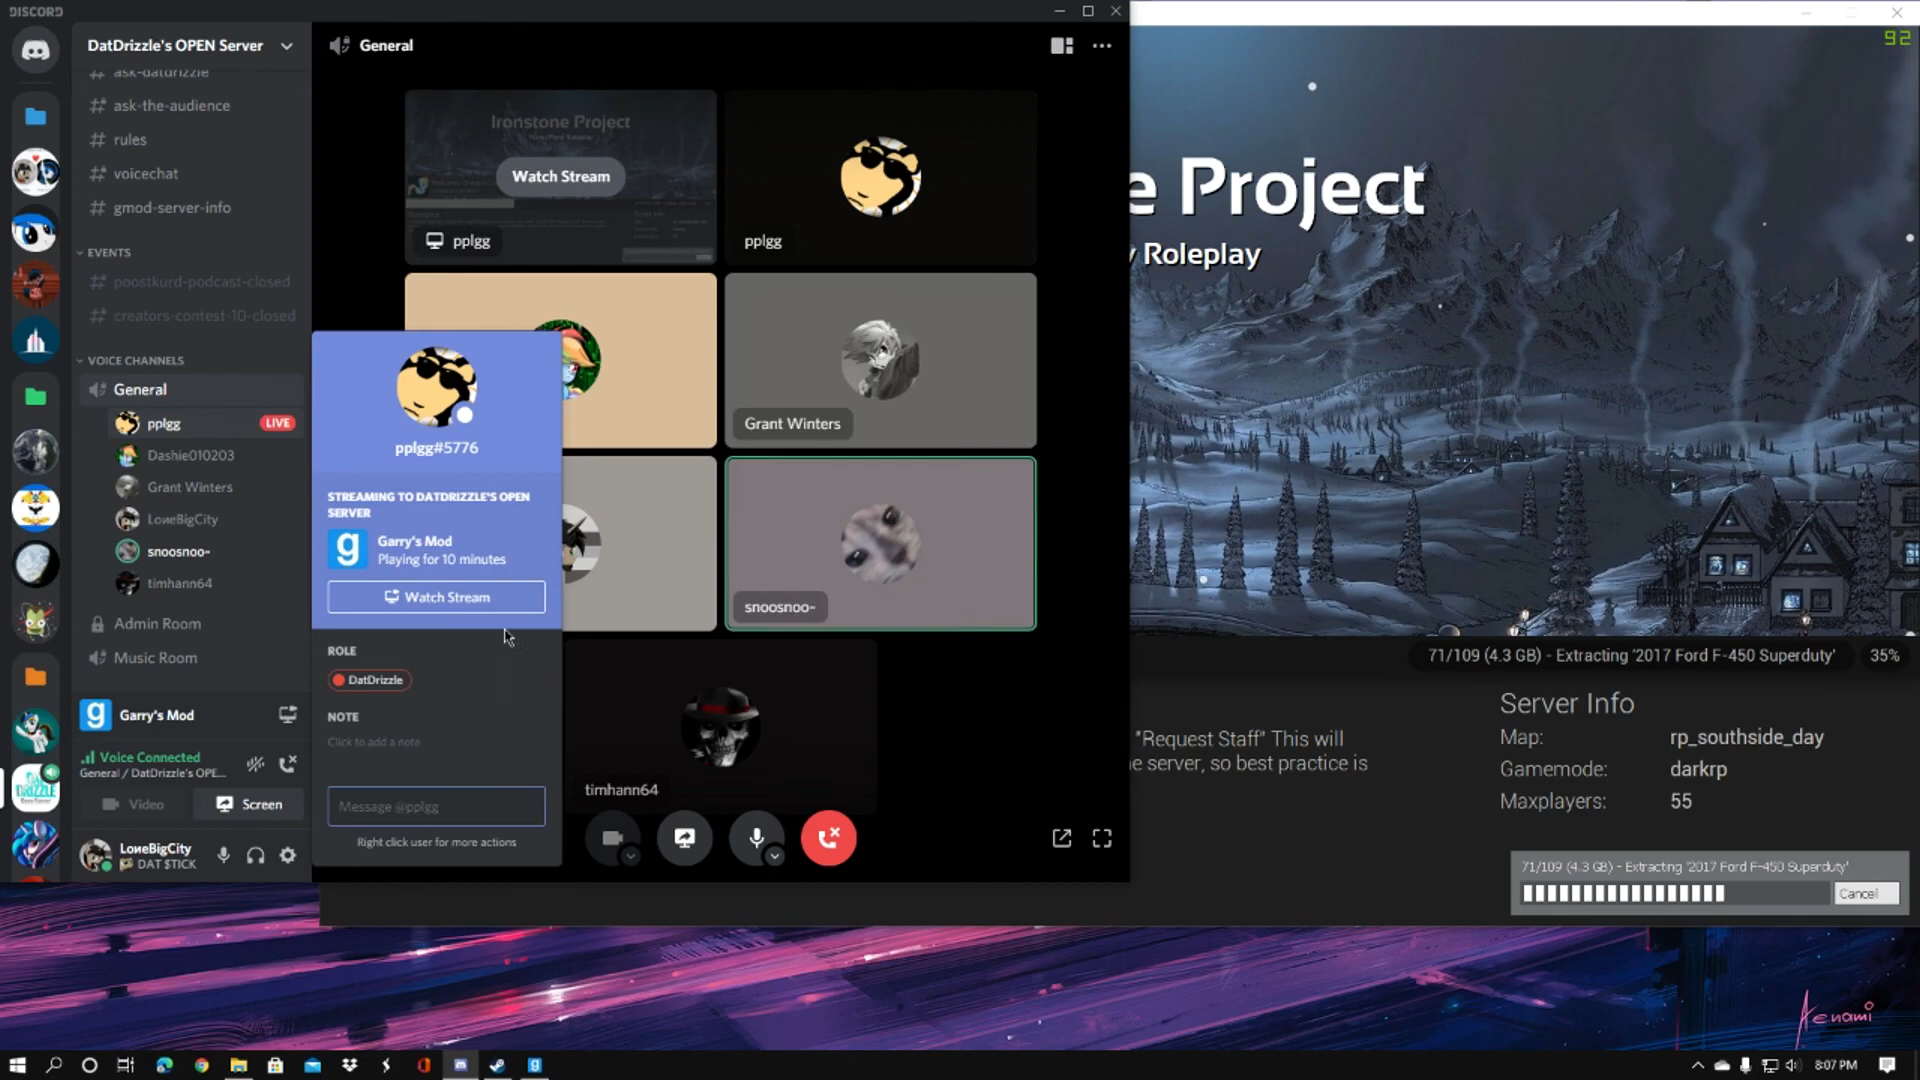 DISCORD
DatDrizzle's OPEN Server
General
ask-datdrizzle
ask-the-audience
rules
voicechat
gmod-server-info
EVENTS
poostkurd-podcast-closed
creators-contest-10-closed
VOICE CHANNELS
General
pplgg
LIVE
Dashie010203
Grant Winters
LoweBigCity
snoosnoo~
timhann64
Admin Room
Music Room
Garry's Mod
Voice Connected
General / DatDrizzle's OPE...
Video
Screen
LoweBigCity
DAT $TICK
Ironstone Project
Watch Stream
pplgg
pplgg
Grant Winters
snoosnoo~
timhann64
pplgg#5776
STREAMING TO DATDRIZZLE'S OPEN
SERVER
Garry's Mod
Playing for 10 minutes
Watch Stream
ROLE
DatDrizzle
NOTE
Click to add a note
Message @pplgg
Right click user for more actions
92
e Project
y Roleplay
71/109 (4.3 GB) - Extracting '2017 Ford F-450 Superduty'
35%
"Request Staff" This will
e server, so best practice is
Server Info
Map: rp_southside_day
Gamemode: darkrp
Maxplayers: 55
71/109 (4.3 GB) - Extracting '2017 Ford F-450 Superduty'
Cancel
Aenami
8:07 PM